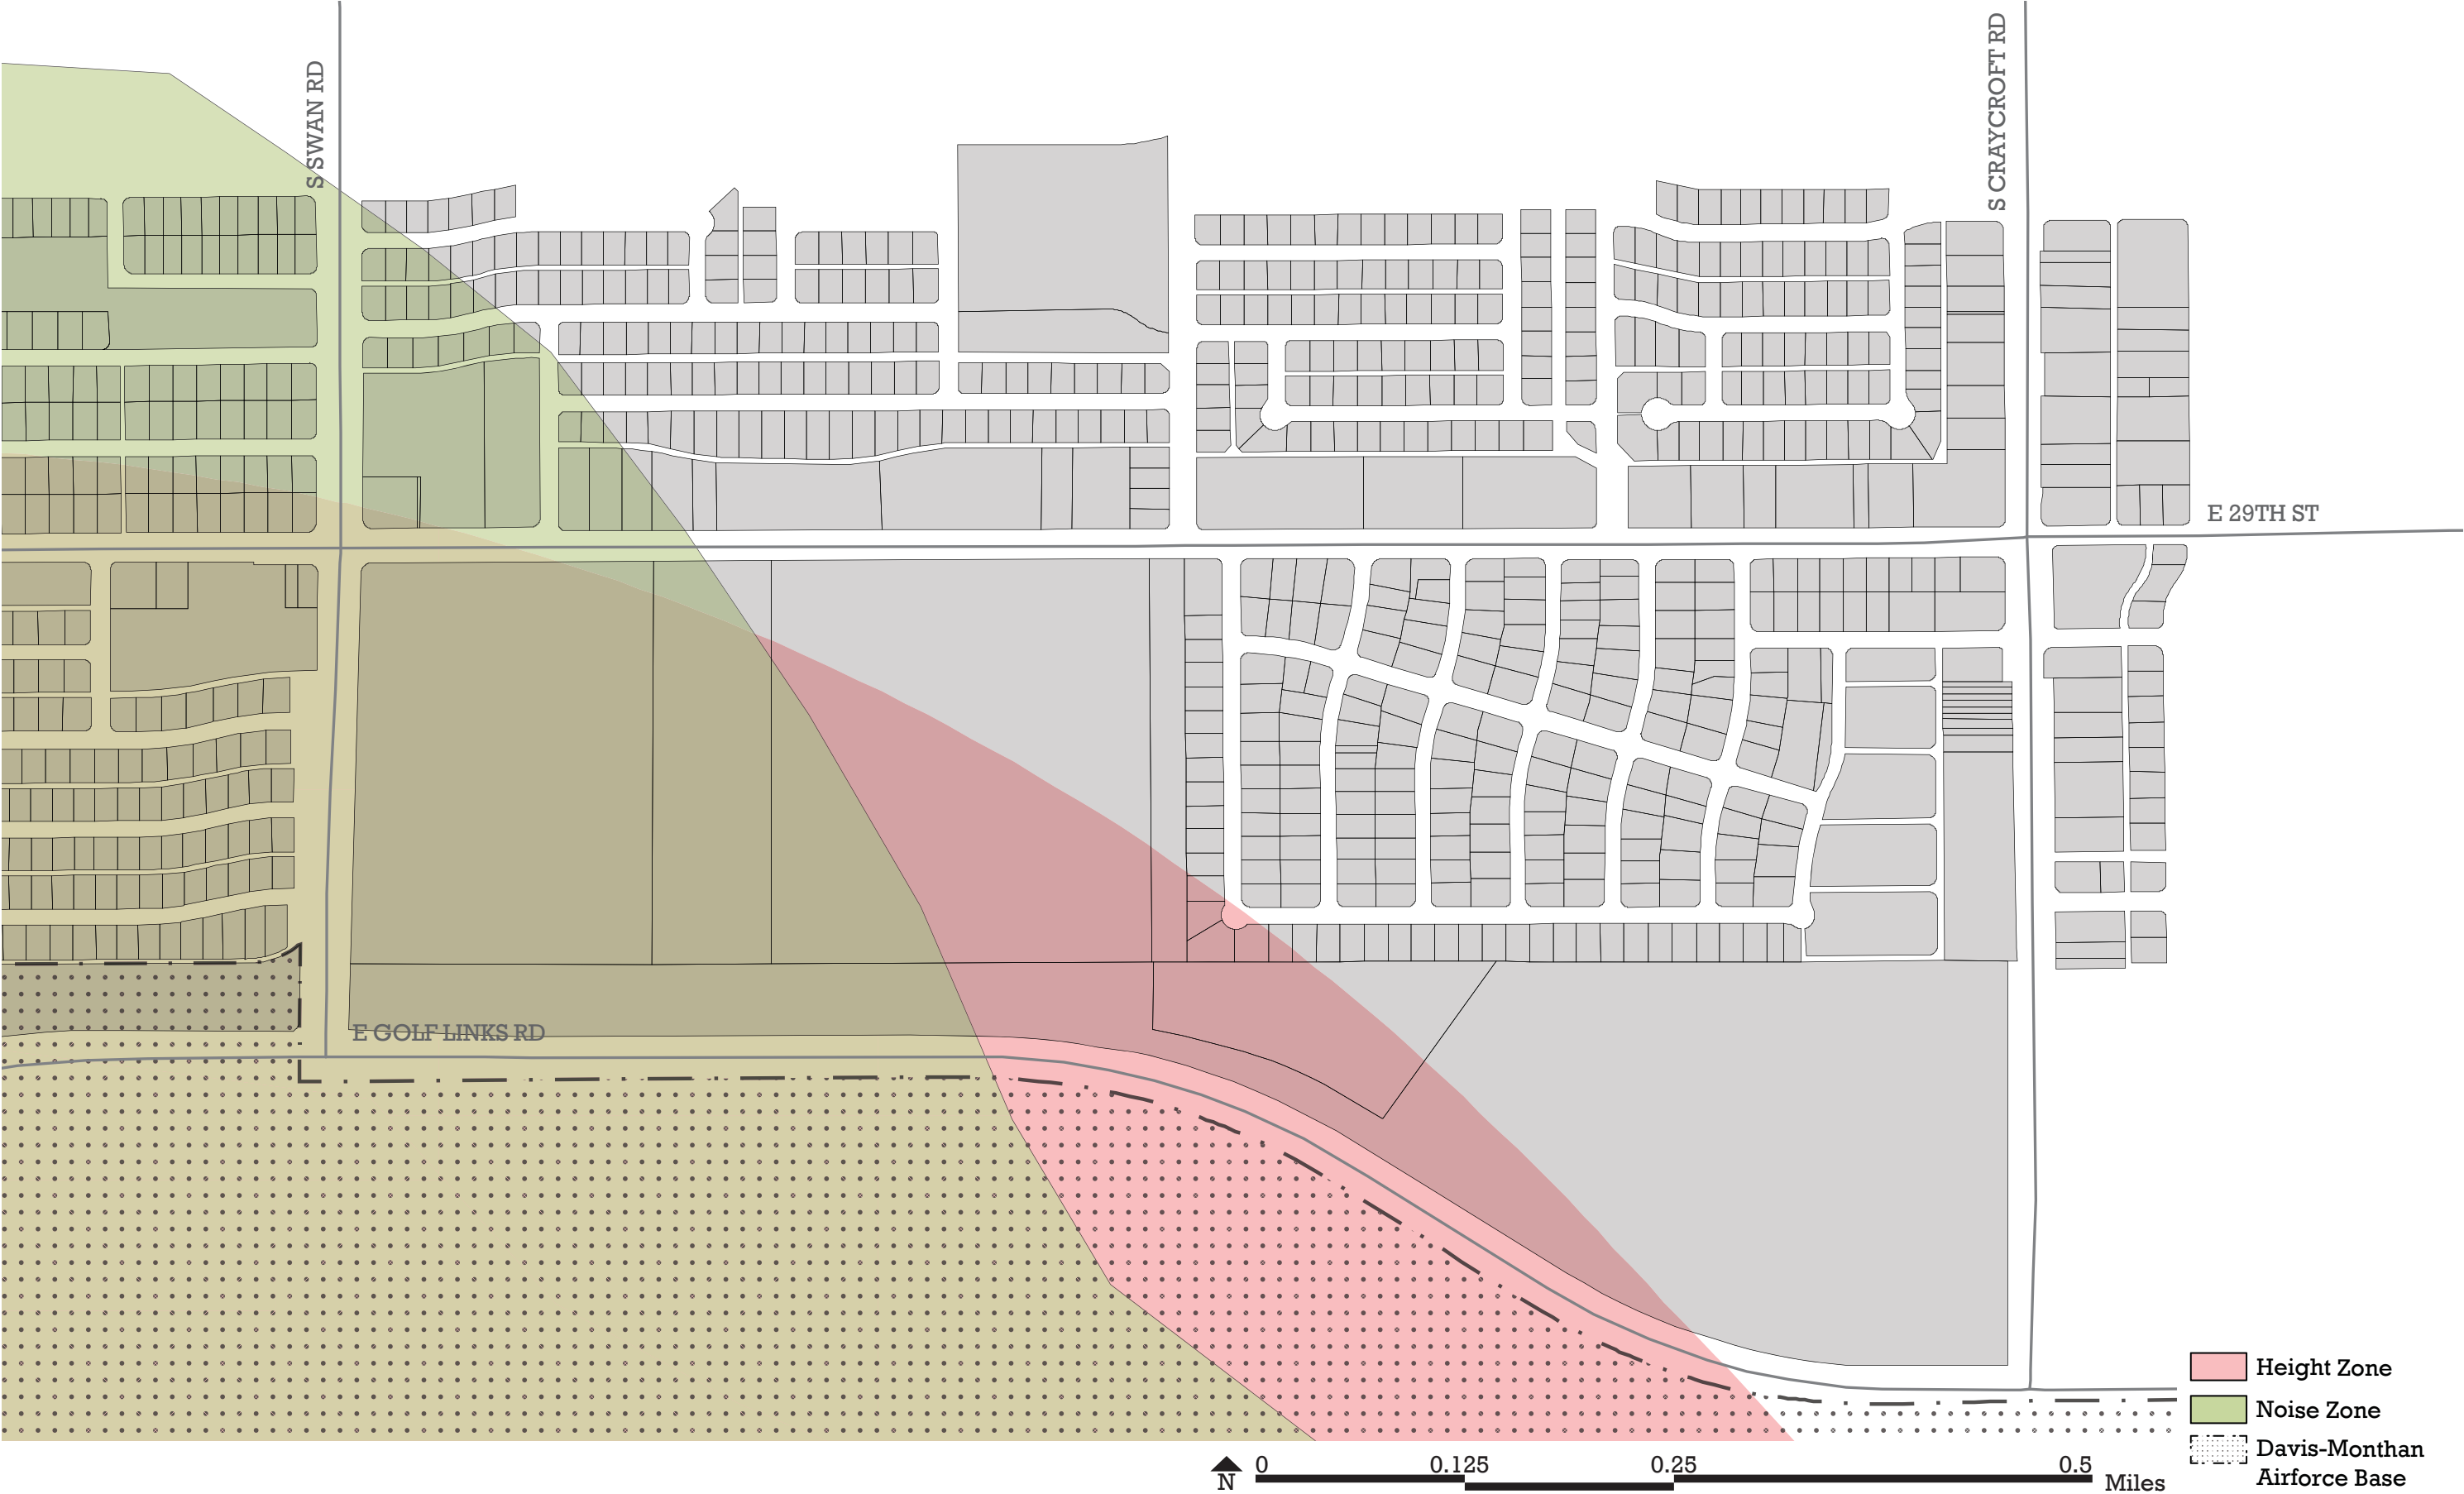 S SWAN RD
S CRAYCROFT RD
E 29TH ST
E GOLF LINKS RD
Height Zone
Noise Zone
Davis-Monthan
Airforce Base
0 0.125 0.25 0.5
N Miles